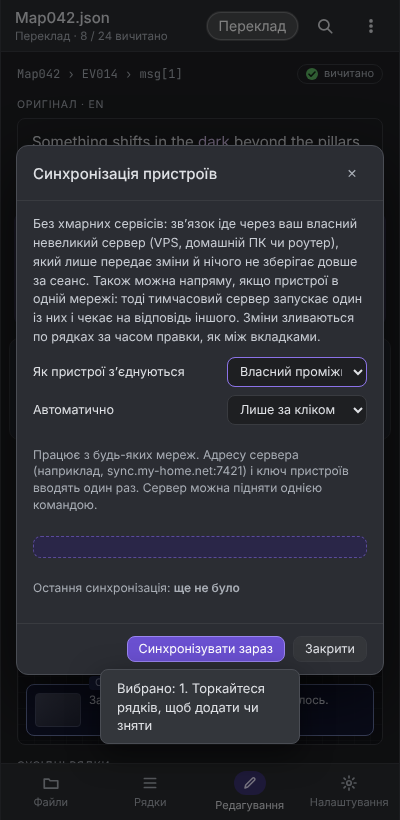 Map042.json
Переклад · 8 / 24 вичитано
Переклад
Map042 › EV014 › msg[1]
вичитано
ОРИГІНАЛ · EN
Something shifts in the dark beyond the pillars.
Синхронізація пристроїв
×
Без хмарних сервісів: зв’язок іде через ваш власний
невеликий сервер (VPS, домашній ПК чи роутер),
який лише передає зміни й нічого не зберігає довше
за сеанс. Також можна напряму, якщо пристрої в
одній мережі: тоді тимчасовий сервер запускає один
із них і чекає на відповідь іншого. Зміни зливаються
по рядках за часом правки, як між вкладками.
Як пристрої з’єднуються
Власний проміж
Автоматично
Лише за кліком
Працює з будь-яких мереж. Адресу сервера
(наприклад, sync.my-home.net:7421) і ключ пристроїв
вводять один раз. Сервер можна підняти однією
командою.
Остання синхронізація: ще не було
Синхронізувати зараз
Закрити
Вибрано: 1. Торкайтеся
рядків, щоб додати чи
зняти
Файли
Рядки
Редагування
Налаштування